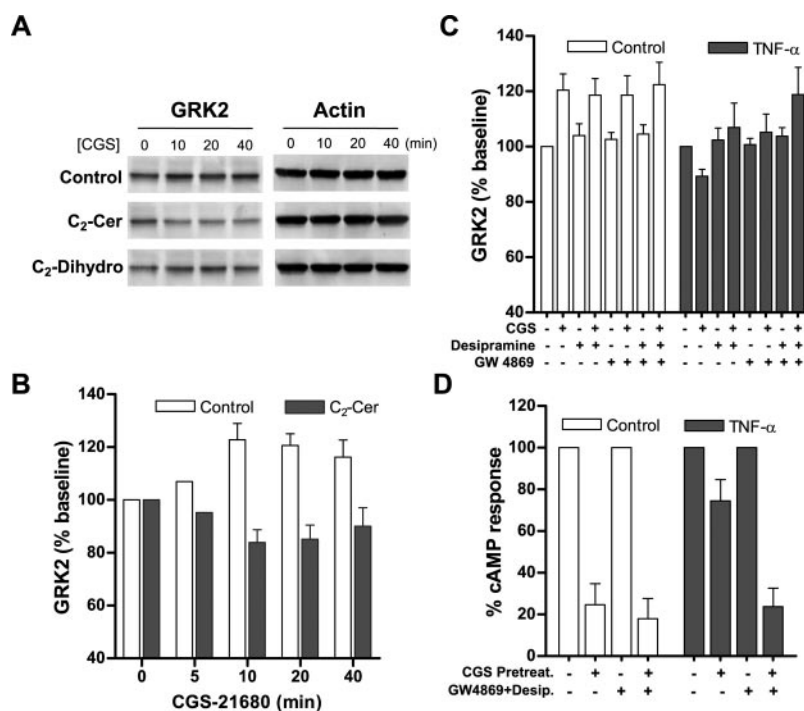 A
GRK2 Actin
[CGS] 0 10 20 40 0 10 20 40 (min)
Control
C₂-Cer
C₂-Dihydro
B
GRK2 (% baseline)
140
120
100
80
60
40
Control C₂-Cer
0 5 10 20 40
CGS-21680 (min)
C
GRK2 (% baseline)
140
120
100
80
60
40
Control TNF-α
CGS - + - + - + - + - + - + - + - +
Desipramine - - + + - - + + - - + + - - + +
GW 4869 - - - - + + + + - - - - + + + +
D
% cAMP response
120
100
80
60
40
20
0
Control TNF-α
CGS Pretreat. - + - + - + - +
GW4869+Desip. - - + + - - + +